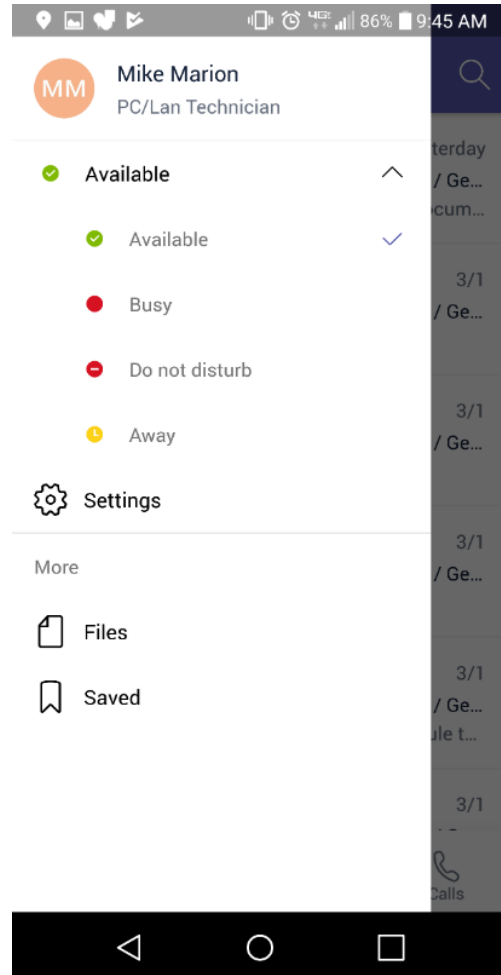 4G 86% 9:45 AM
MM
Mike Marion
PC/Lan Technician
Available
Available
Busy
Do not disturb
Away
Settings
More
Files
Saved
terday
/ Ge...
cum...
3/1
/ Ge...
3/1
/ Ge...
3/1
/ Ge...
3/1
/ Ge...
ule t...
3/1
Calls